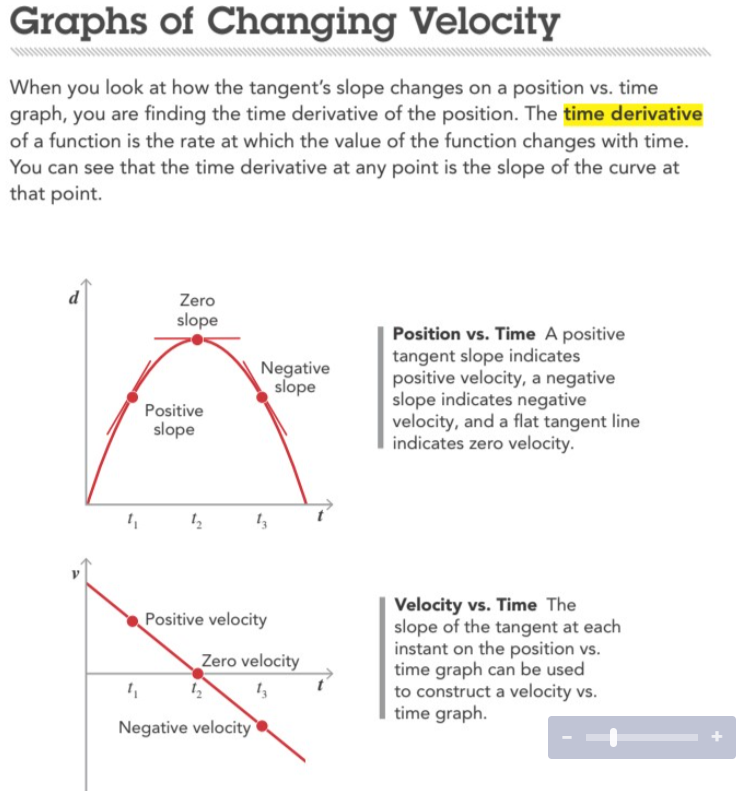 Graphs of Changing Velocity
When you look at how the tangent's slope changes on a position vs. time
graph, you are finding the time derivative of the position. The time derivative
of a function is the rate at which the value of the function changes with time.
You can see that the time derivative at any point is the slope of the curve at
that point.
d
Zero
slope
Negative
slope
Positive
slope
t₁ t₂ t₃ t
Position vs. Time A positive
tangent slope indicates
positive velocity, a negative
slope indicates negative
velocity, and a flat tangent line
indicates zero velocity.
v
Positive velocity
Zero velocity
t₁ t₂ t₃ t
Negative velocity
Velocity vs. Time The
slope of the tangent at each
instant on the position vs.
time graph can be used
to construct a velocity vs.
time graph.
− +